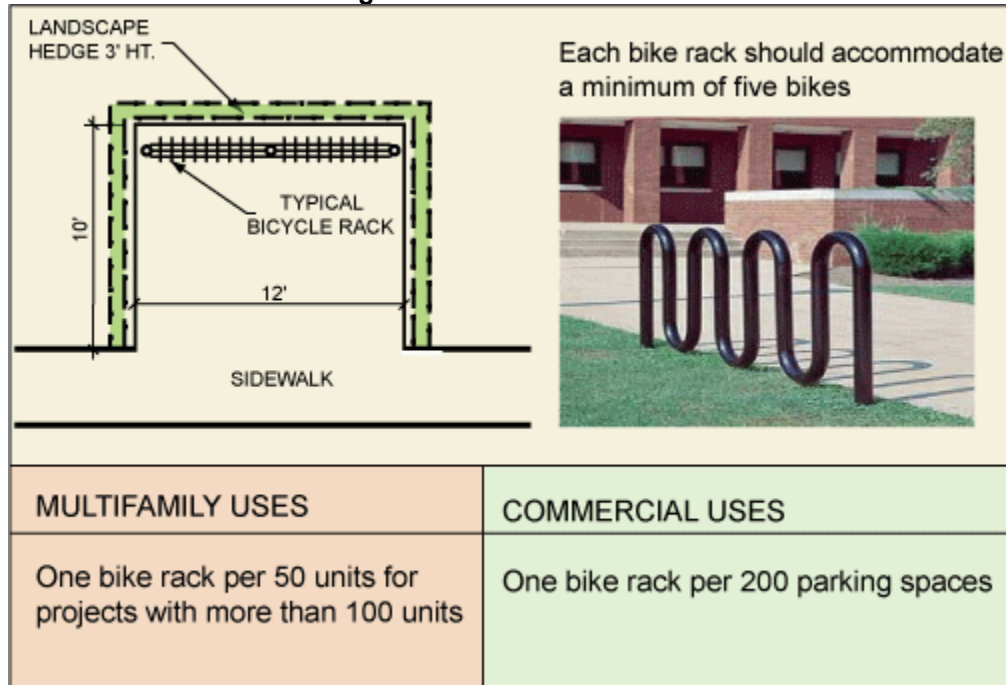 LANDSCAPE
HEDGE 3' HT.
10'
TYPICAL
BICYCLE RACK
12'
SIDEWALK
Each bike rack should accommodate
a minimum of five bikes
MULTIFAMILY USES
One bike rack per 50 units for
projects with more than 100 units
COMMERCIAL USES
One bike rack per 200 parking spaces